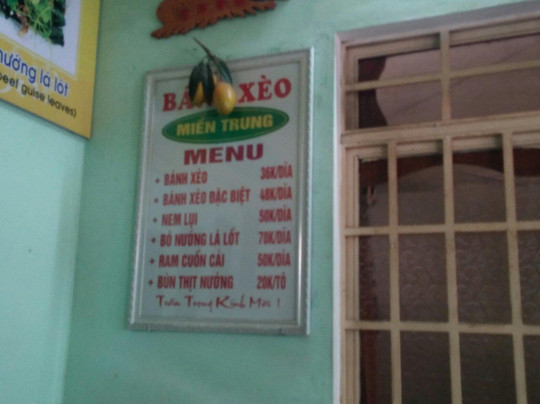 nướng lá lốt
beef guise leaves)
XÈO
MIỀN TRUNG
MENU
+ BÁNH XÈO 36K/DĨA
+ BÁNH XÈO ĐẶC BIỆT 48K/DĨA
+ NEM LỤI 50K/DĨA
+ BÒ NƯỚNG LÁ LỐT 70K/DĨA
+ RAM CUỐN CẢI 50K/DĨA
+ BÚN THỊT NƯỚNG 20K/TÔ
Trân Trọng Kính Mời !